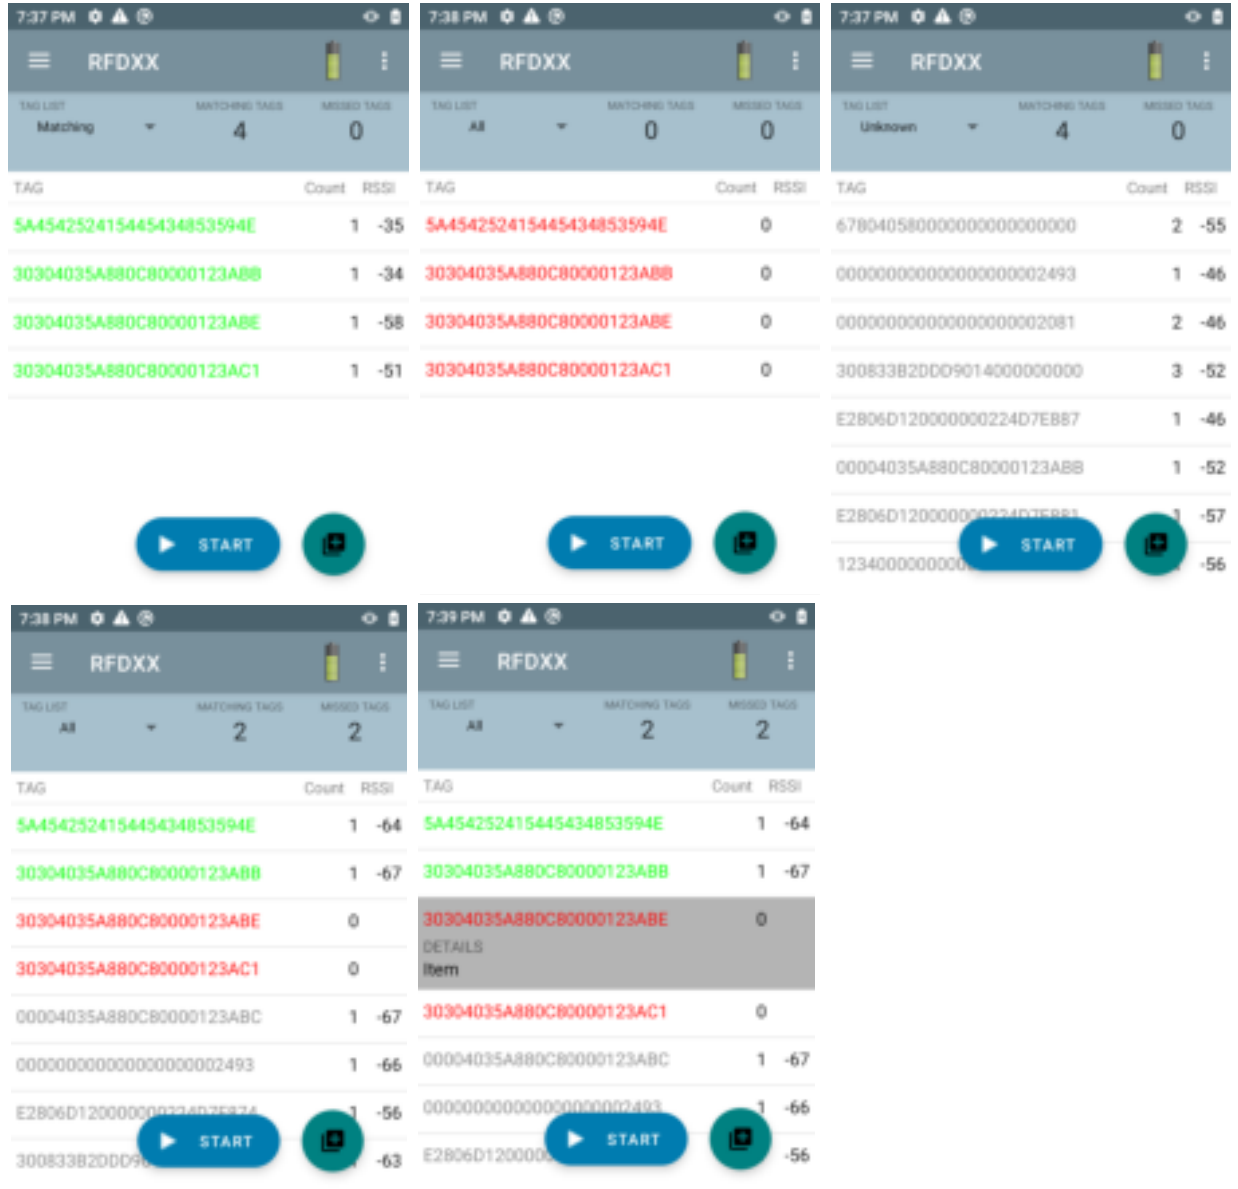 7:37 PM
RFDXX
TAG LIST MATCHING TAGS MISSED TAGS
Matching 4 0
TAG Count RSSI
5A4542524154454434853594E 1 -35
30304035A880C80000123ABB 1 -34
30304035A880C80000123ABE 1 -58
30304035A880C80000123AC1 1 -51
START
7:38 PM
RFDXX
TAG LIST MATCHING TAGS MISSED TAGS
All 0 0
TAG Count RSSI
5A4542524154454434853594E 0
30304035A880C80000123ABB 0
30304035A880C80000123ABE 0
30304035A880C80000123AC1 0
START
7:37 PM
RFDXX
TAG LIST MATCHING TAGS MISSED TAGS
Unknown 4 0
TAG Count RSSI
678040580000000000000000 2 -55
000000000000000000002493 1 -46
000000000000000000002081 2 -46
300833B2DDD9014000000000 3 -52
E2806D120000000224D7EB87 1 -46
00004035A880C80000123ABB 1 -52
-57
START
-56
7:38 PM
RFDXX
TAG LIST MATCHING TAGS MISSED TAGS
All 2 2
TAG Count RSSI
5A4542524154454434853594E 1 -64
30304035A880C80000123ABB 1 -67
30304035A880C80000123ABE 0
30304035A880C80000123AC1 0
00004035A880C80000123ABC 1 -67
000000000000000000002493 1 -66
-56
START
-63
7:39 PM
RFDXX
TAG LIST MATCHING TAGS MISSED TAGS
All 2 2
TAG Count RSSI
5A4542524154454434853594E 1 -64
30304035A880C80000123ABB 1 -67
30304035A880C80000123ABE 0
DETAILS
Item
30304035A880C80000123AC1 0
00004035A880C80000123ABC 1 -67
000000000000000000002493 1 -66
START
-56